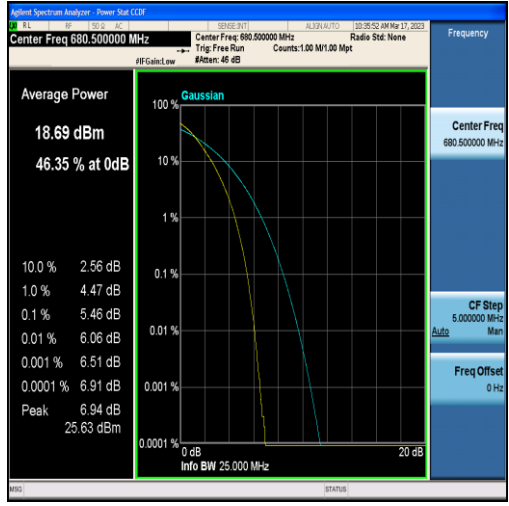 Agilent Spectrum Analyzer - Power Stat CCDF
RL RF 50 Ω AC SENSE:INT ALIGN AUTO 10:35:52 AM Mar 17, 2023
Center Freq 680.500000 MHz
Center Freq: 680.500000 MHz Radio Std: None
Trig: Free Run Counts:1.00 M/1.00 Mpt
#IFGain:Low #Atten: 46 dB
Frequency
Average Power
18.69 dBm
46.35 % at 0dB
10.0 % 2.56 dB
1.0 % 4.47 dB
0.1 % 5.46 dB
0.01 % 6.06 dB
0.001 % 6.51 dB
0.0001 % 6.91 dB
Peak 6.94 dB
25.63 dBm
Gaussian
100 %
10 %
1 %
0.1 %
0.01 %
0.001 %
0.0001 %
0 dB 20 dB
Info BW 25.000 MHz
Center Freq
680.500000 MHz
CF Step
5.000000 MHz
Auto Man
Freq Offset
0 Hz
MSG STATUS